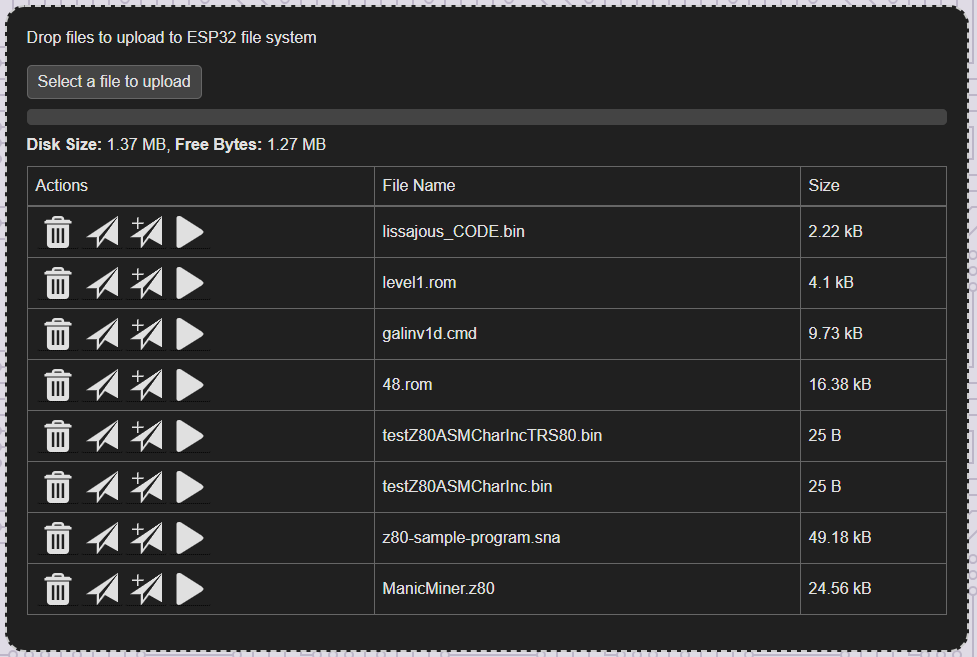 Drop files to upload to ESP32 file system
Select a file to upload
Disk Size: 1.37 MB, Free Bytes: 1.27 MB
Actions File Name Size
lissajous_CODE.bin 2.22 kB
level1.rom 4.1 kB
galinv1d.cmd 9.73 kB
48.rom 16.38 kB
testZ80ASMCharIncTRS80.bin 25 B
testZ80ASMCharInc.bin 25 B
z80-sample-program.sna 49.18 kB
ManicMiner.z80 24.56 kB